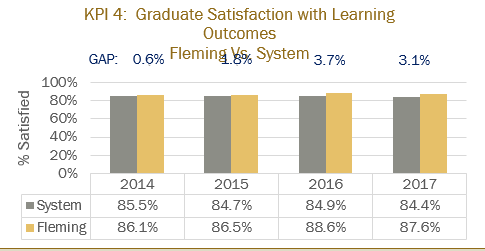 KPI 4: Graduate Satisfaction with Learning
Outcomes
Fleming Vs. System
GAP: 0.6% 1.8% 3.7% 3.1%
100%
80%
60%
40%
20%
0%
% Satisfied
2014 2015 2016 2017
System 85.5% 84.7% 84.9% 84.4%
Fleming 86.1% 86.5% 88.6% 87.6%